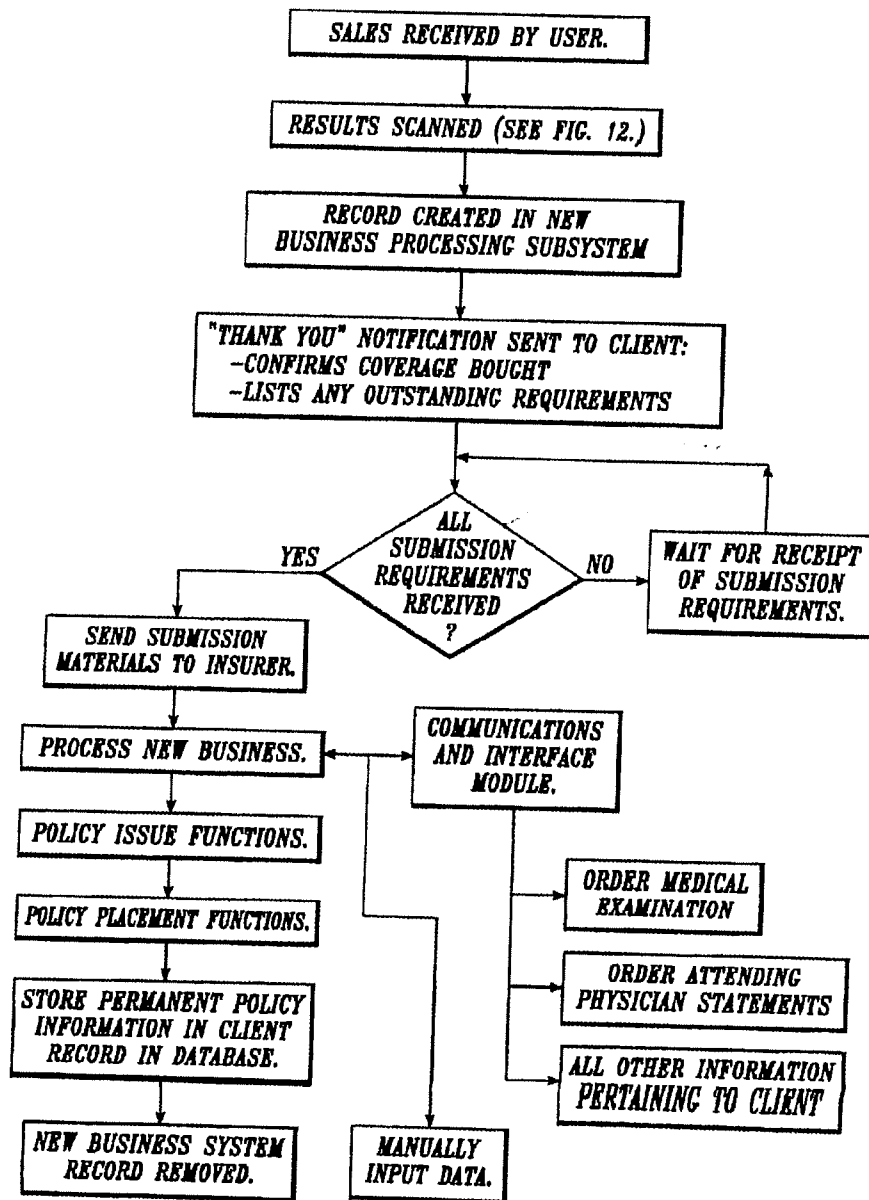 SALES RECEIVED BY USER.
RESULTS SCANNED (SEE FIG. 12.)
RECORD CREATED IN NEW
BUSINESS PROCESSING SUBSYSTEM
"THANK YOU" NOTIFICATION SENT TO CLIENT:
-CONFIRMS COVERAGE BOUGHT
-LISTS ANY OUTSTANDING REQUIREMENTS
ALL
SUBMISSION
REQUIREMENTS
RECEIVED
?
YES
NO
WAIT FOR RECEIPT
OF SUBMISSION
REQUIREMENTS.
SEND SUBMISSION
MATERIALS TO INSURER.
PROCESS NEW BUSINESS.
COMMUNICATIONS
AND INTERFACE
MODULE.
POLICY ISSUE FUNCTIONS.
POLICY PLACEMENT FUNCTIONS.
STORE PERMANENT POLICY
INFORMATION IN CLIENT
RECORD IN DATABASE.
NEW BUSINESS SYSTEM
RECORD REMOVED.
MANUALLY
INPUT DATA.
ORDER MEDICAL
EXAMINATION
ORDER ATTENDING
PHYSICIAN STATEMENTS
ALL OTHER INFORMATION
PERTAINING TO CLIENT